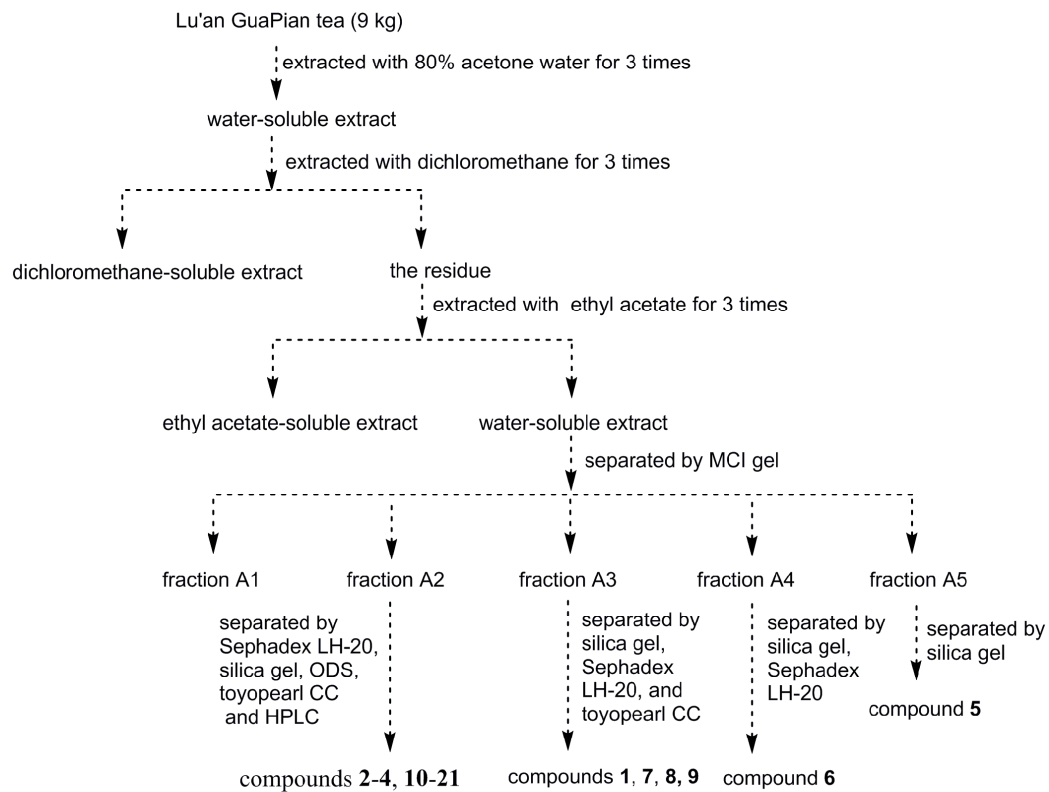 Lu'an GuaPian tea (9 kg)
extracted with 80% acetone water for 3 times
water-soluble extract
extracted with dichloromethane for 3 times
dichloromethane-soluble extract
the residue
extracted with ethyl acetate for 3 times
ethyl acetate-soluble extract
water-soluble extract
separated by MCI gel
fraction A1
fraction A2
fraction A3
fraction A4
fraction A5
separated by
Sephadex LH-20,
silica gel, ODS,
toyopearl CC
and HPLC
separated by
silica gel,
Sephadex
LH-20, and
toyopearl CC
separated by
silica gel,
Sephadex
LH-20
separated by
silica gel
compound 5
compounds 2-4, 10-21
compounds 1, 7, 8, 9
compound 6